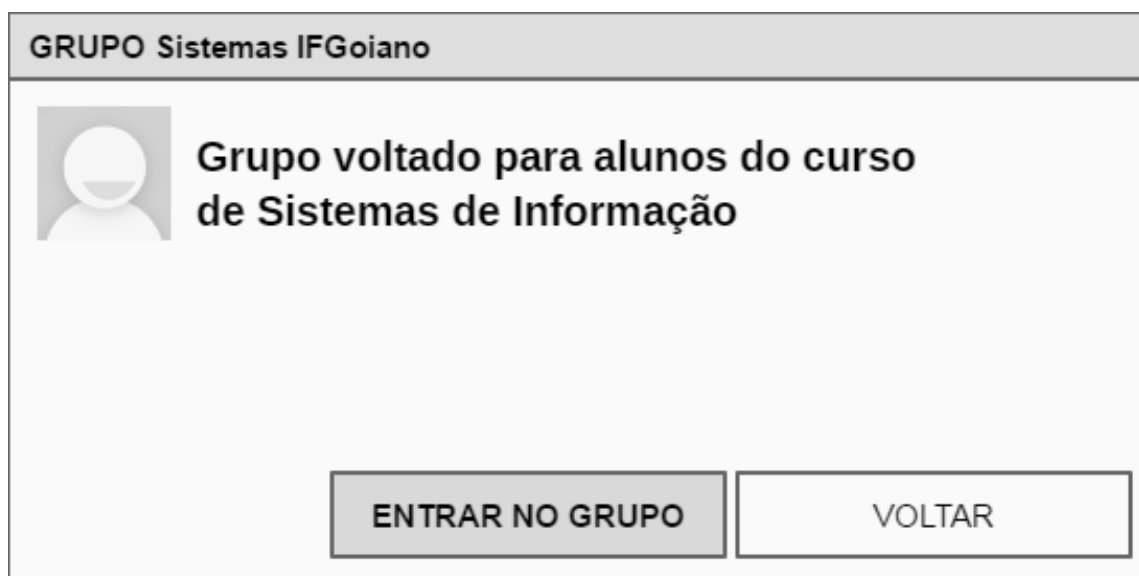 GRUPO Sistemas IFGoiano
Grupo voltado para alunos do curso
de Sistemas de Informação
ENTRAR NO GRUPO
VOLTAR